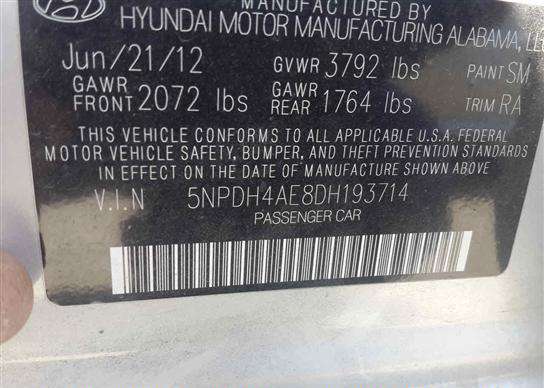 MANUFACTURED BY
HYUNDAI MOTOR MANUFACTURING ALABAMA,
Jun/21/12 GVWR 3792 lbs PAINT SM
GAWR FRONT 2072 lbs GAWR REAR 1764 lbs TRIM RA
THIS VEHICLE CONFORMS TO ALL APPLICABLE U.S.A. FEDERAL
MOTOR VEHICLE SAFETY, BUMPER, AND THEFT PREVENTION STANDARDS
IN EFFECT ON THE DATE OF MANUFACTURE SHOWN ABOVE
V.I.N 5NPDH4AE8DH193714
PASSENGER CAR